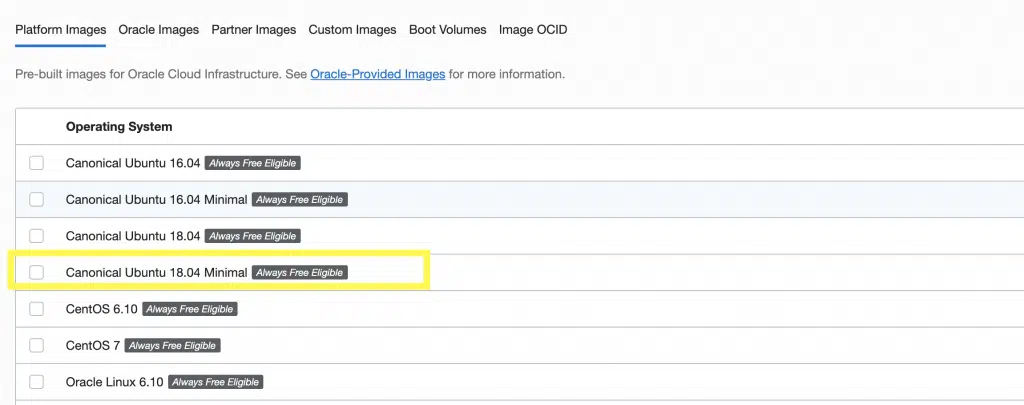 Platform Images Oracle Images Partner Images Custom Images Boot Volumes Image OCID
Pre-built images for Oracle Cloud Infrastructure. See Oracle-Provided Images for more information.
Operating System
Canonical Ubuntu 16.04 Always Free Eligible
Canonical Ubuntu 16.04 Minimal Always Free Eligible
Canonical Ubuntu 18.04 Always Free Eligible
Canonical Ubuntu 18.04 Minimal Always Free Eligible
CentOS 6.10 Always Free Eligible
CentOS 7 Always Free Eligible
Oracle Linux 6.10 Always Free Eligible